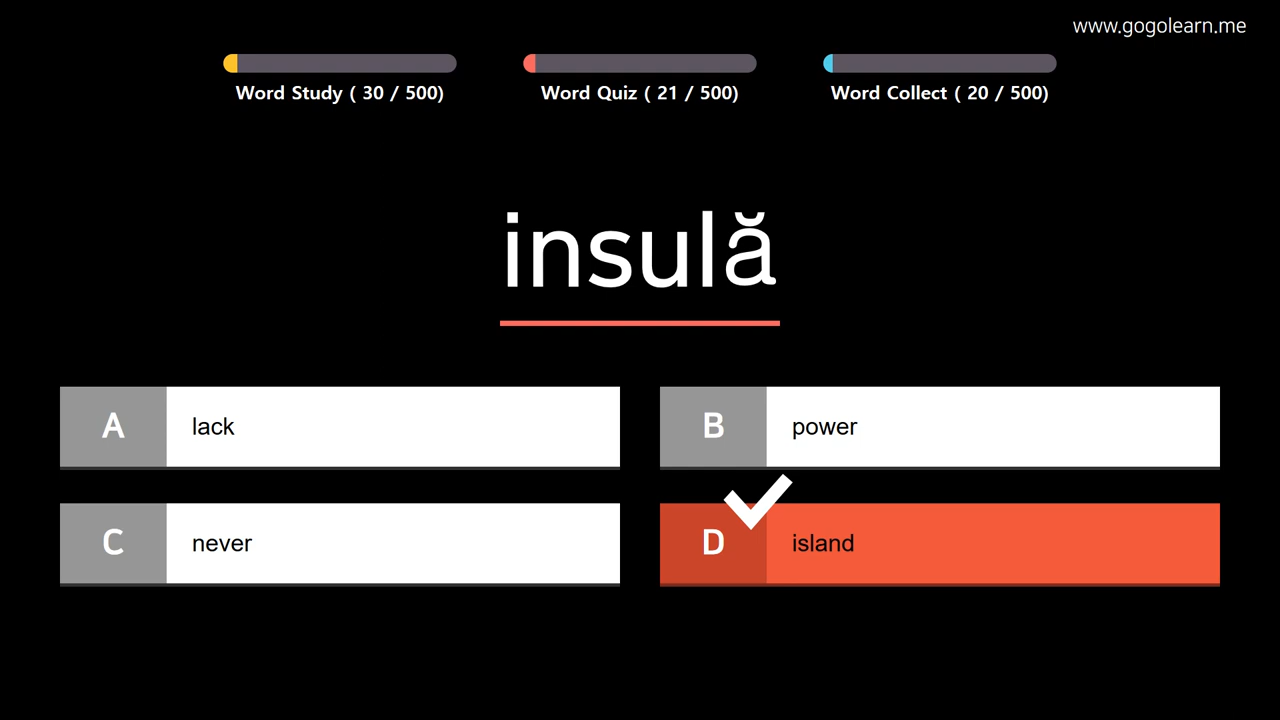 www.gogolearn.me
Word Study ( 30 / 500)
Word Quiz ( 21 / 500)
Word Collect ( 20 / 500)
insulă
A lack
B power
C never
D island